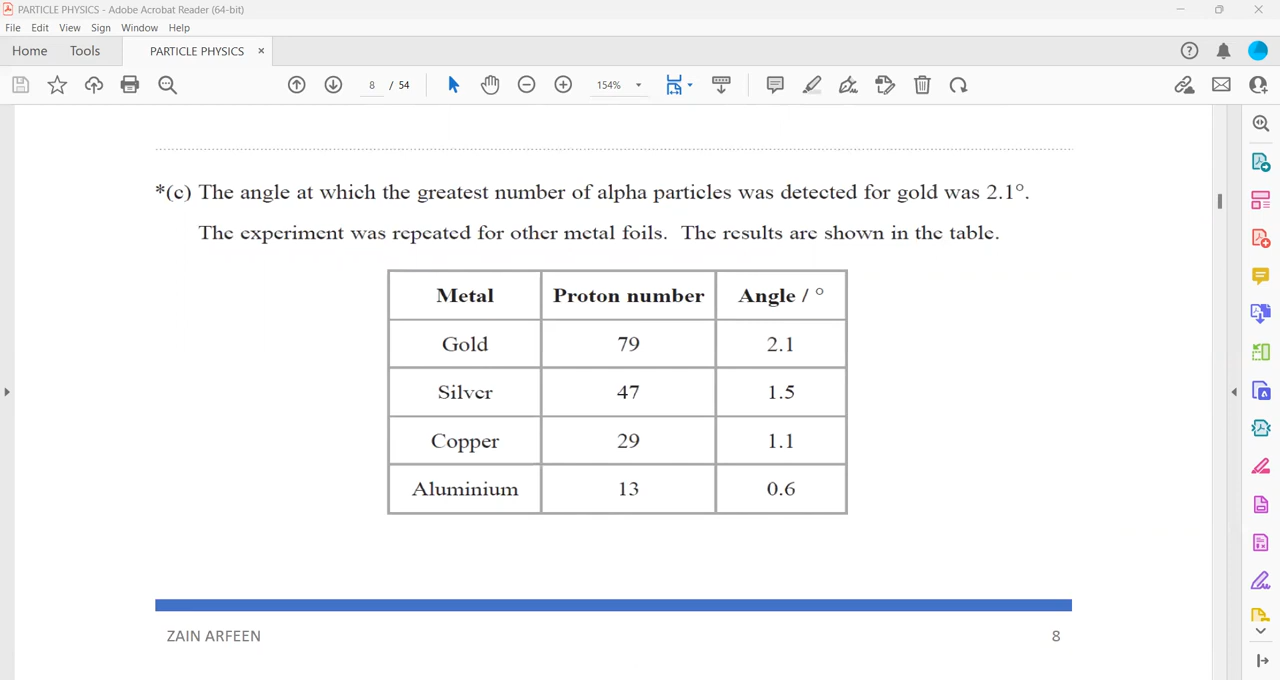 PARTICLE PHYSICS - Adobe Acrobat Reader (64-bit)
File Edit View Sign Window Help
Home Tools PARTICLE PHYSICS ×
8 / 54 154%
*(c) The angle at which the greatest number of alpha particles was detected for gold was 2.1°.
The experiment was repeated for other metal foils. The results are shown in the table.
Metal Proton number Angle / °
Gold 79 2.1
Silver 47 1.5
Copper 29 1.1
Aluminium 13 0.6
ZAIN ARFEEN 8